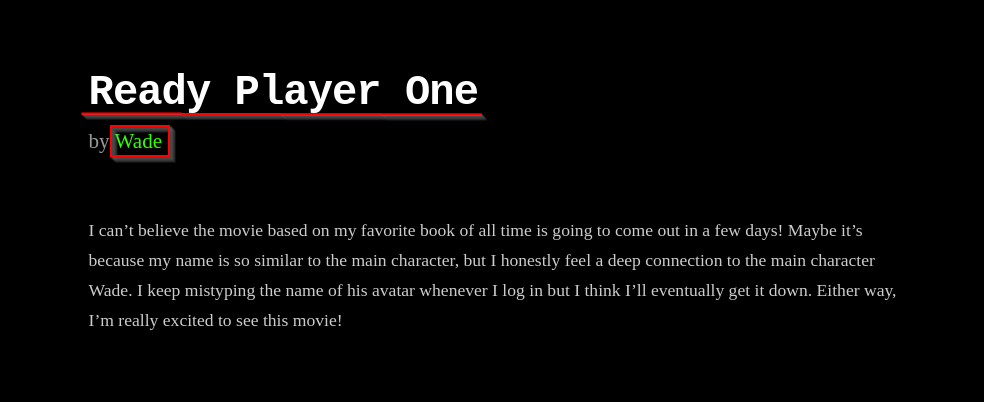 Ready Player One
by Wade
I can’t believe the movie based on my favorite book of all time is going to come out in a few days! Maybe it’s
because my name is so similar to the main character, but I honestly feel a deep connection to the main character
Wade. I keep mistyping the name of his avatar whenever I log in but I think I’ll eventually get it down. Either way,
I’m really excited to see this movie!